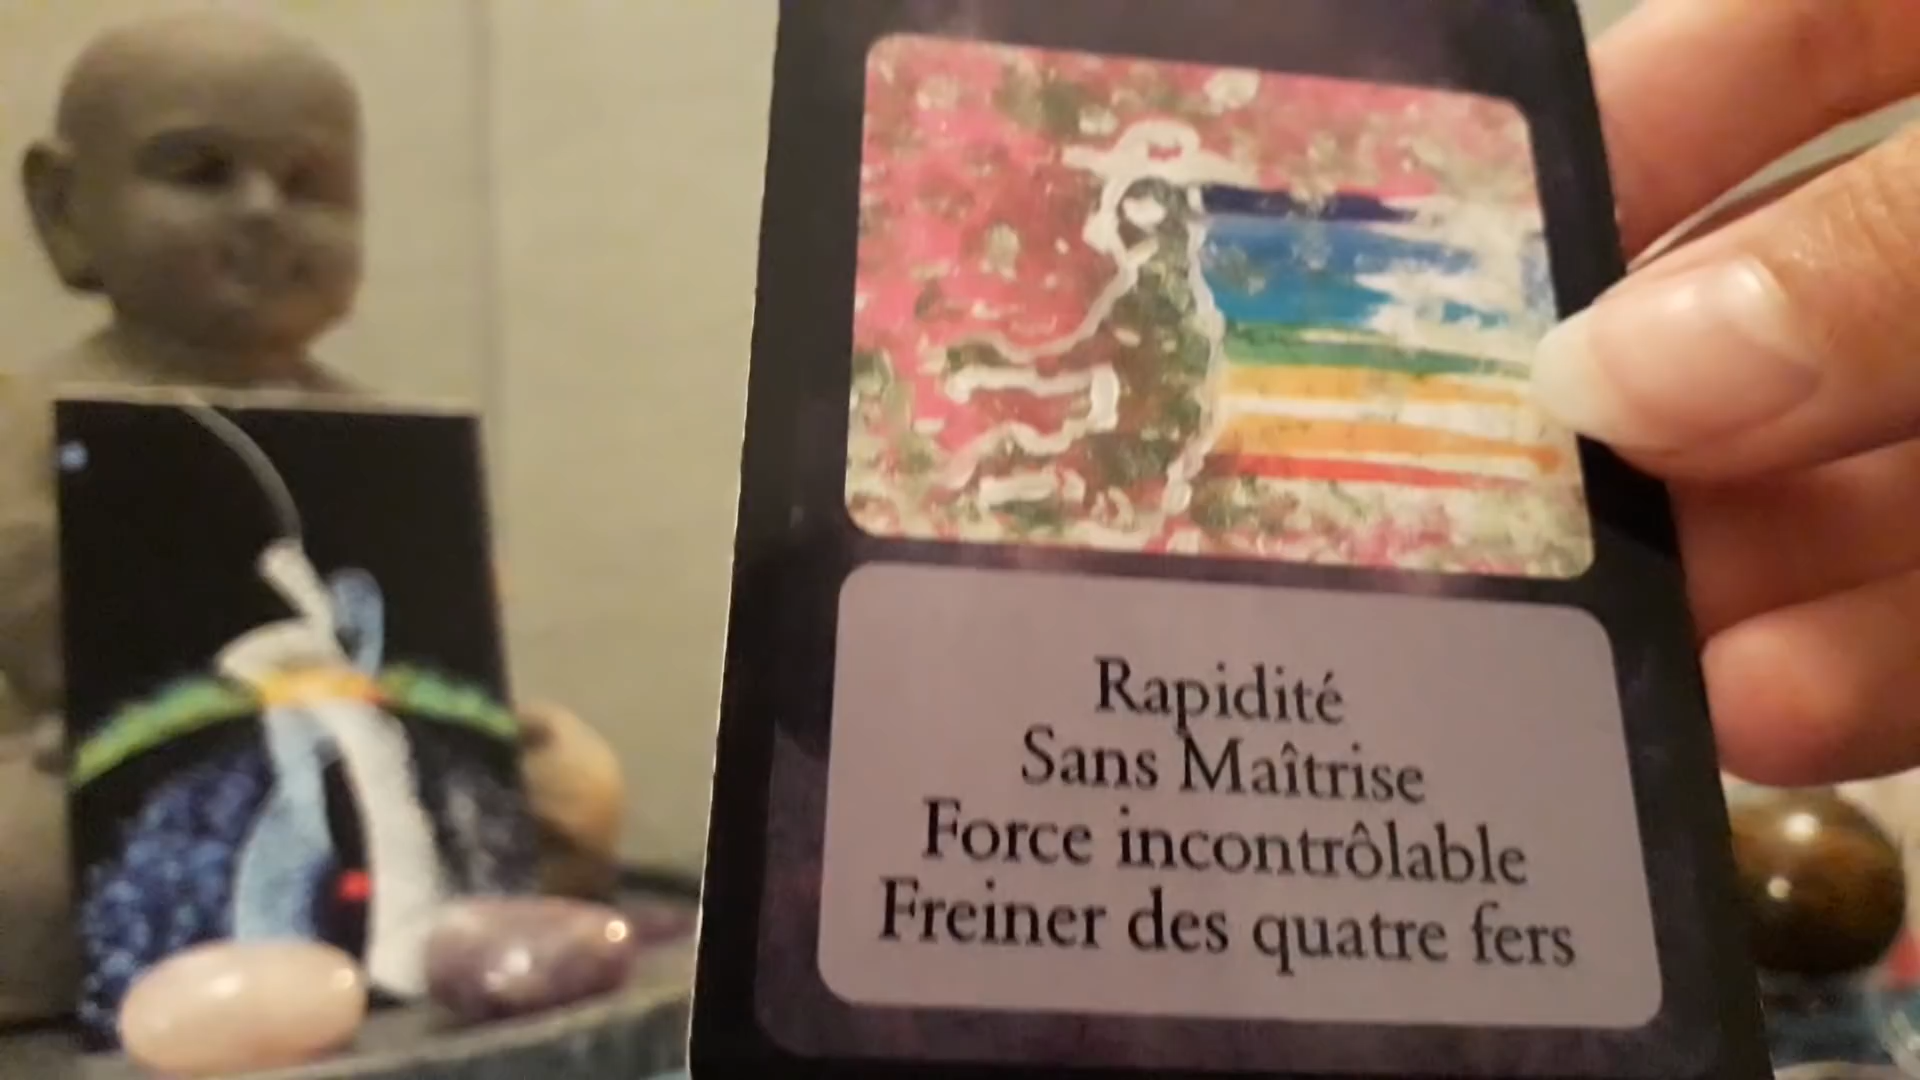 Rapidité
Sans Maîtrise
Force incontrôlable
Freiner des quatre fers